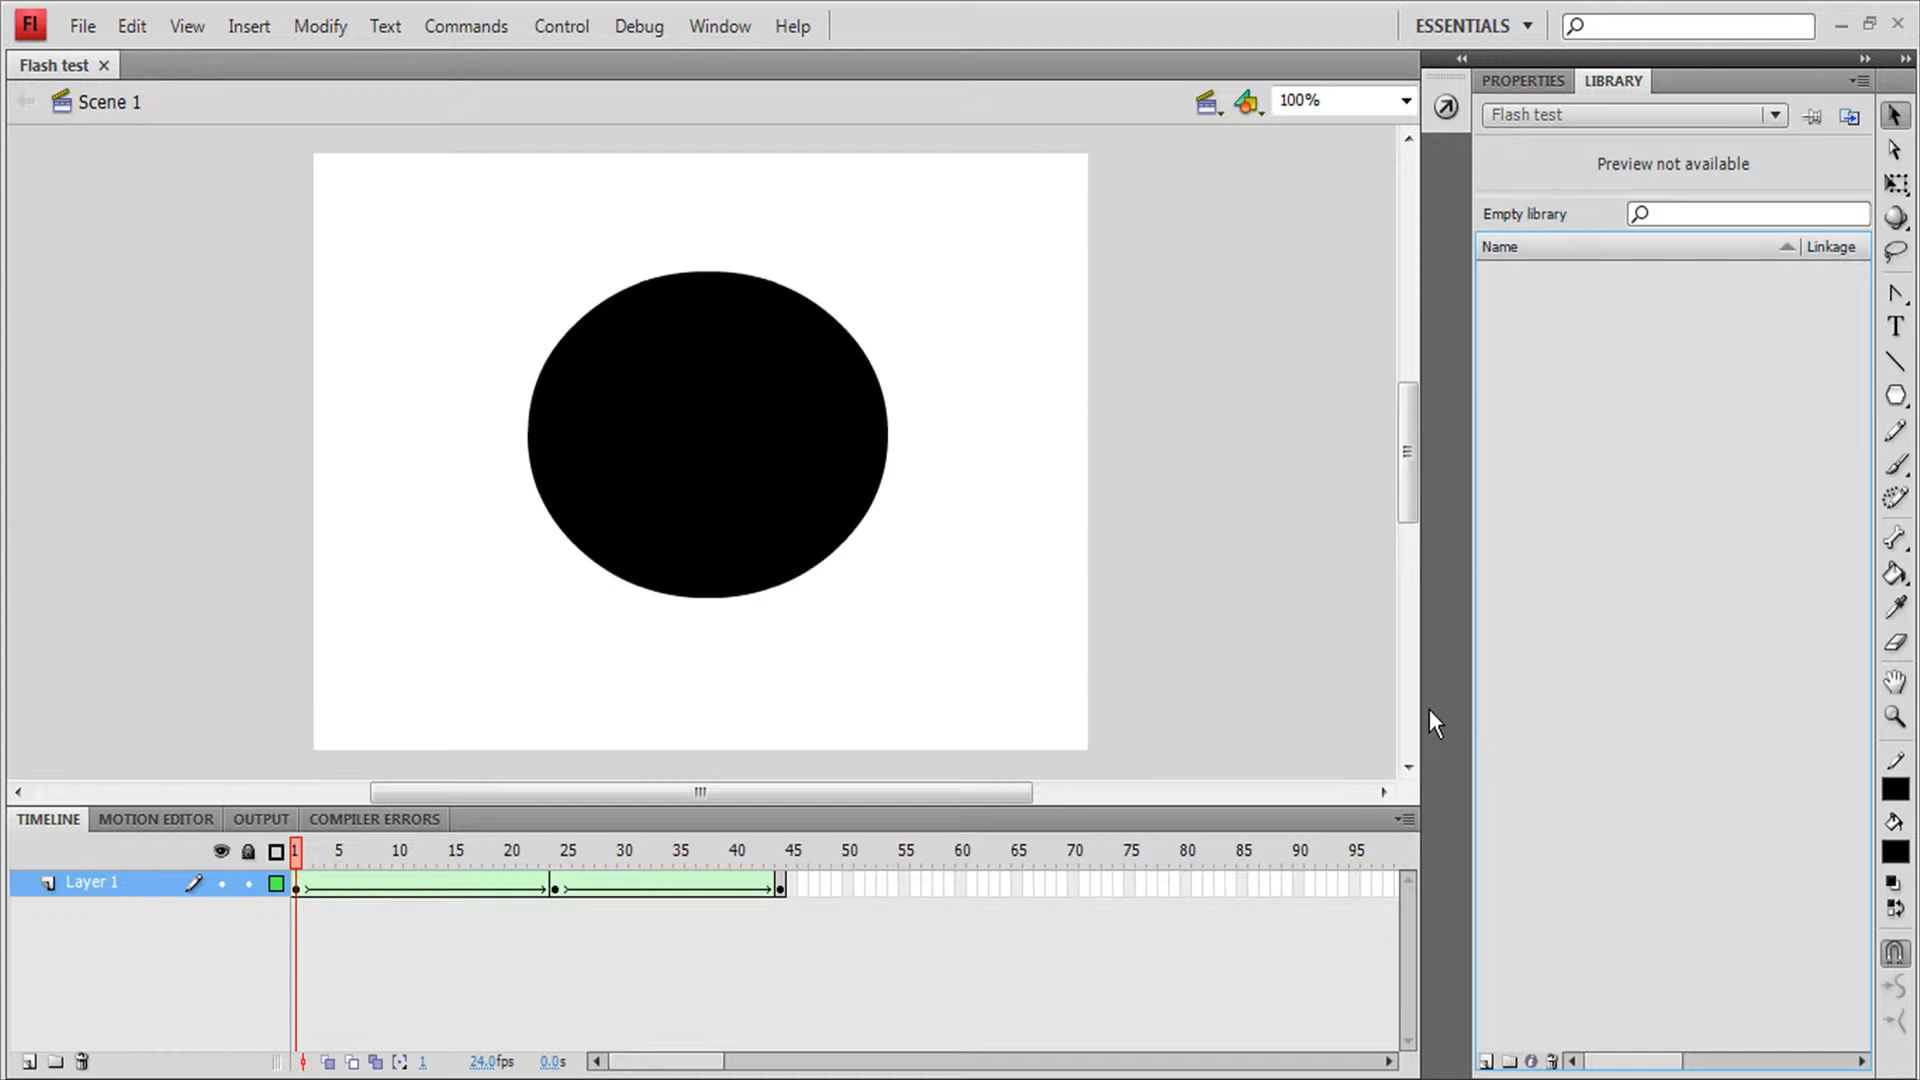 Fl File Edit View Insert Modify Text Commands Control Debug Window Help ESSENTIALS
Flash test
Scene 1 100%
PROPERTIES LIBRARY
Flash test
Preview not available
Empty library
Name Linkage
T
TIMELINE MOTION EDITOR OUTPUT COMPILER ERRORS
1 5 10 15 20 25 30 35 40 45 50 55 60 65 70 75 80 85 90 95
Layer 1
1 24.0fps 0.0s